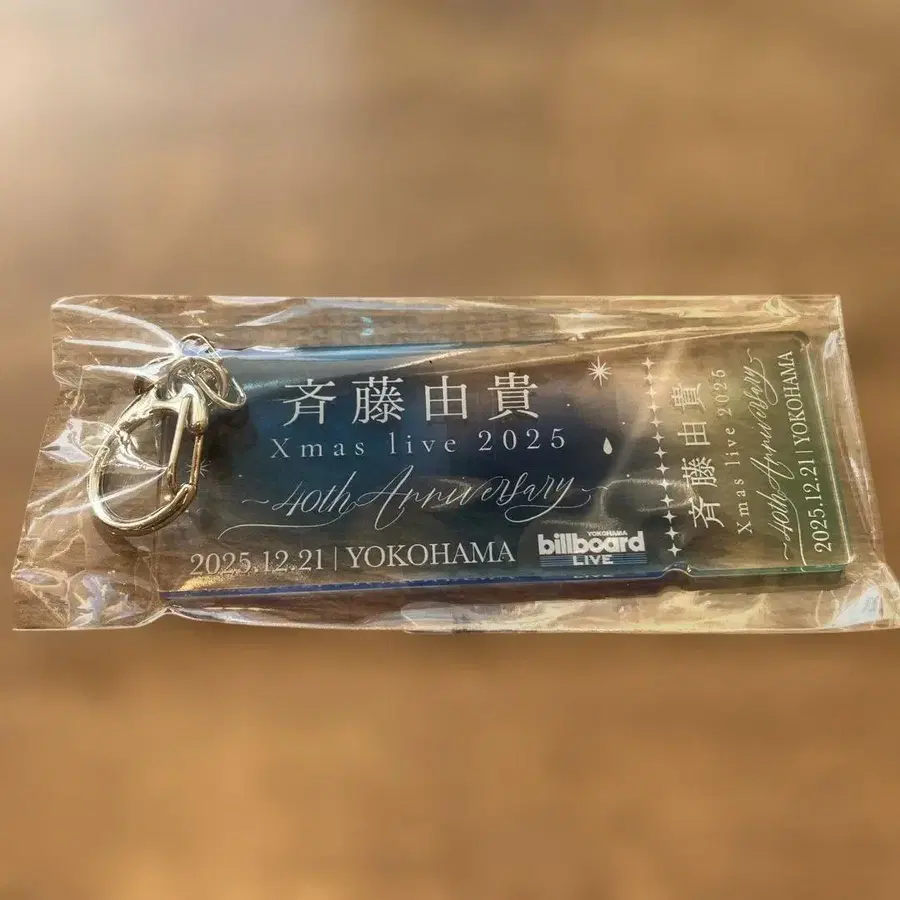 斉藤由貴
Xmas live 2025
~40th Anniversary~
2025.12.21 | YOKOHAMA
YOKOHAMA
billboard
LIVE
斉藤由貴
Xmas live 2025
~40th Anniversary~
2025.12.21 | YOKOHAMA